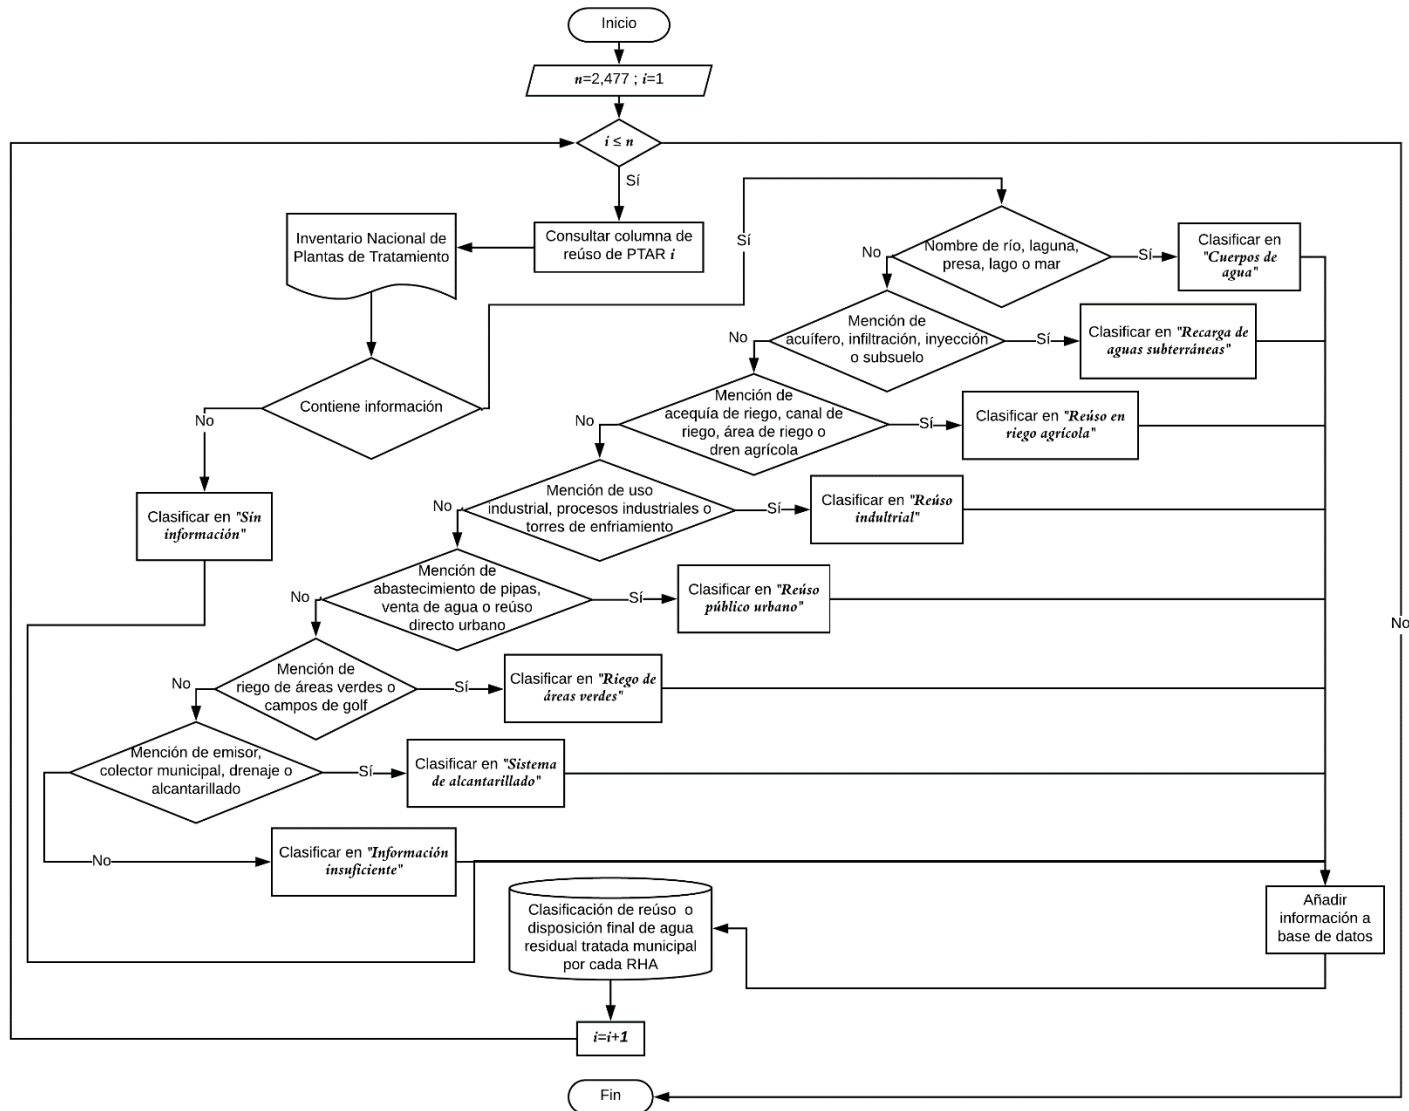 Inicio
n=2,477 ; i=1
i ≤ n
Sí
Consultar columna de
reúso de PTAR i
Inventario Nacional de
Plantas de Tratamiento
Contiene información
No
Sí
Clasificar en "Sin
información"
Nombre de río, laguna,
presa, lago o mar
No
Sí
Clasificar en
"Cuerpos de
agua"
Mención de
acuífero, infiltración, inyección
o subsuelo
No
Sí
Clasificar en "Recarga de
aguas subterráneas"
Mención de
acequía de riego, canal de
riego, área de riego o
dren agrícola
No
Sí
Clasificar en "Reúso en
riego agrícola"
Mención de uso
industrial, procesos industriales o
torres de enfriamiento
No
Sí
Clasificar en "Reúso
indultrial"
Mención de
abastecimiento de pipas,
venta de agua o reúso
directo urbano
No
Sí
Clasificar en "Reúso
público urbano"
Mención de
riego de áreas verdes o
campos de golf
No
Sí
Clasificar en "Riego de
áreas verdes"
Mención de emisor,
colector municipal, drenaje o
alcantarillado
No
Sí
Clasificar en "Sistema
de alcantarillado"
Clasificar en "Información
insuficiente"
Añadir
información a
base de datos
Clasificación de reúso o
disposición final de agua
residual tratada municipal
por cada RHA
i=i+1
No
Fin